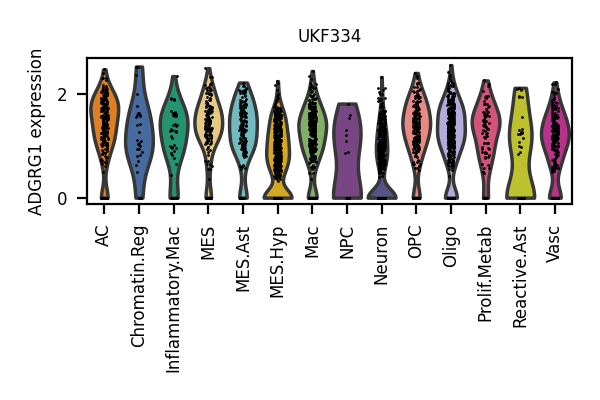 UKF334
ADGRG1 expression
2
0
AC
Chromatin.Reg
Inflammatory.Mac
MES
MES.Ast
MES.Hyp
Mac
NPC
Neuron
OPC
Oligo
Prolif.Metab
Reactive.Ast
Vasc